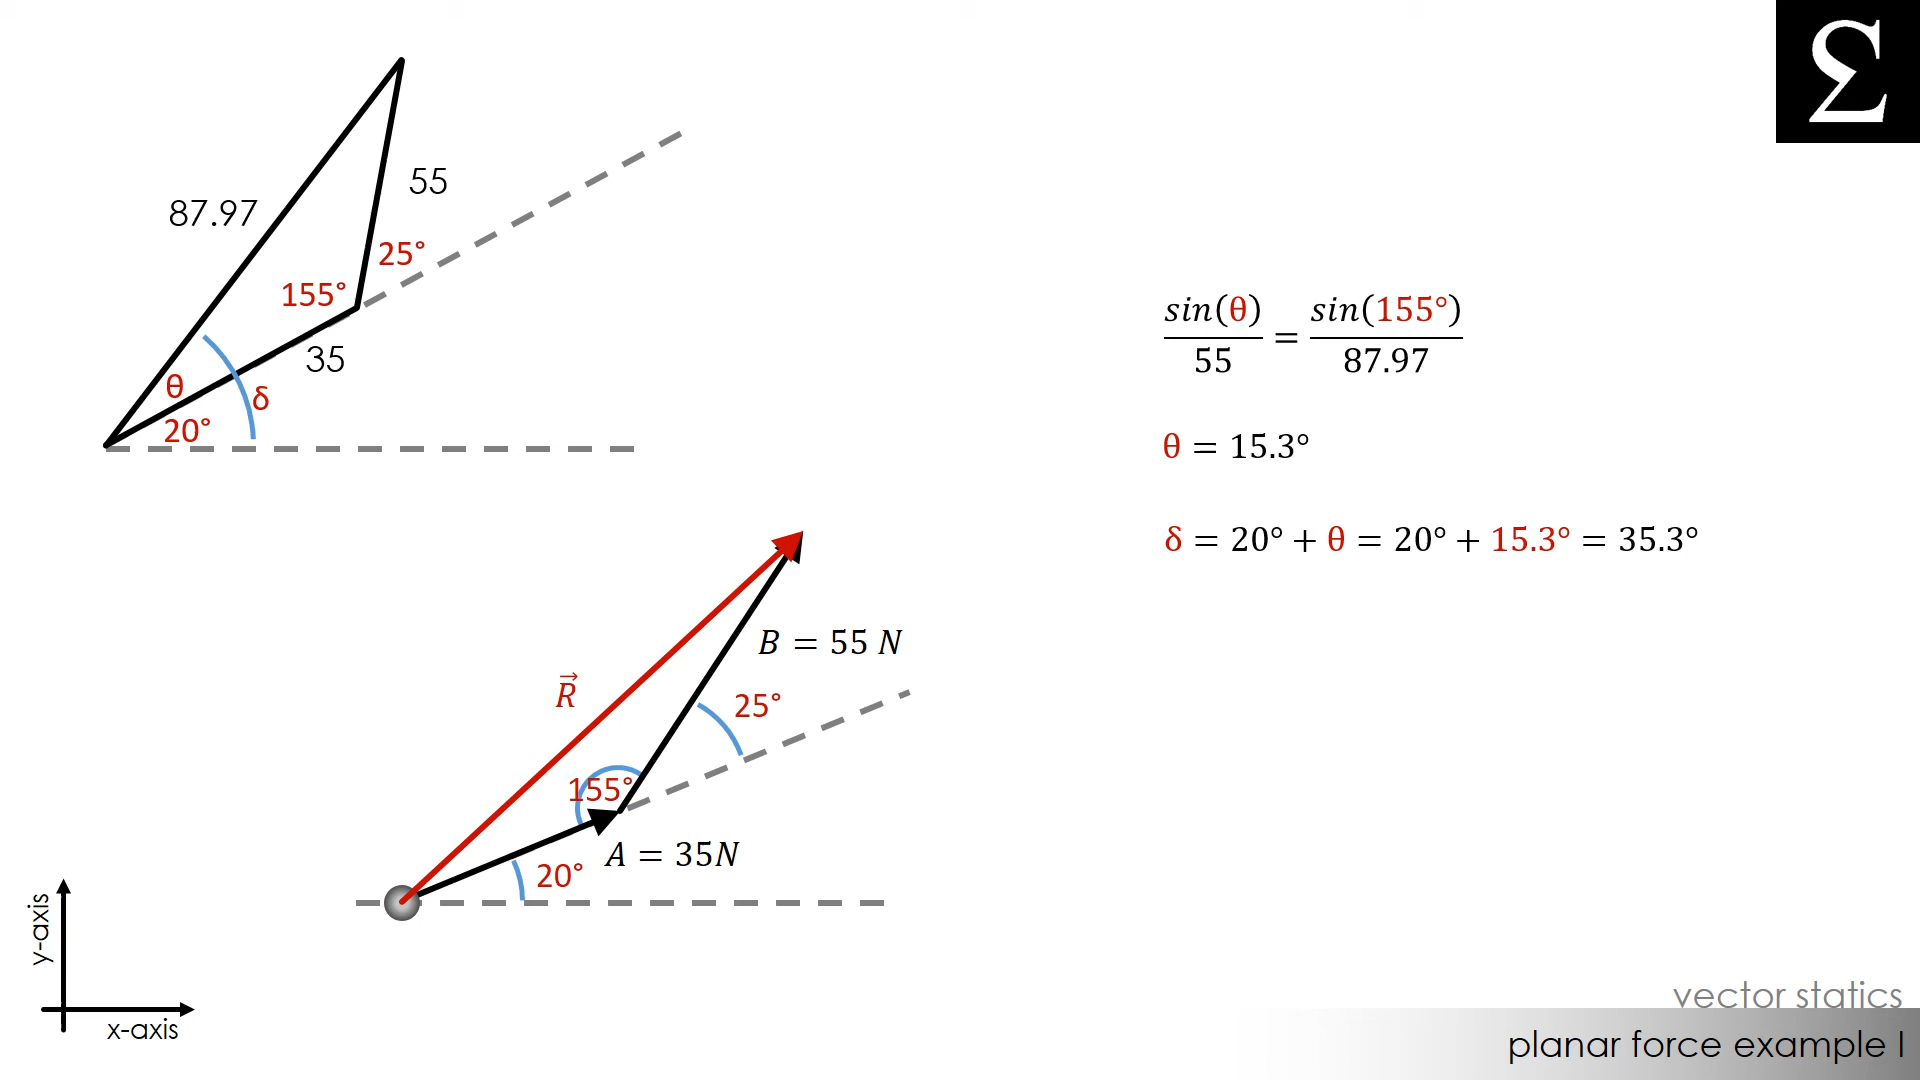 Σ
87.97
55
25°
155°
35
θ
δ
20°
sin(θ)/55 = sin(155°)/87.97
θ = 15.3°
δ = 20° + θ = 20° + 15.3° = 35.3°
B = 55 N
R⃗
25°
155°
A = 35N
20°
y-axis
x-axis
vector statics
planar force example I